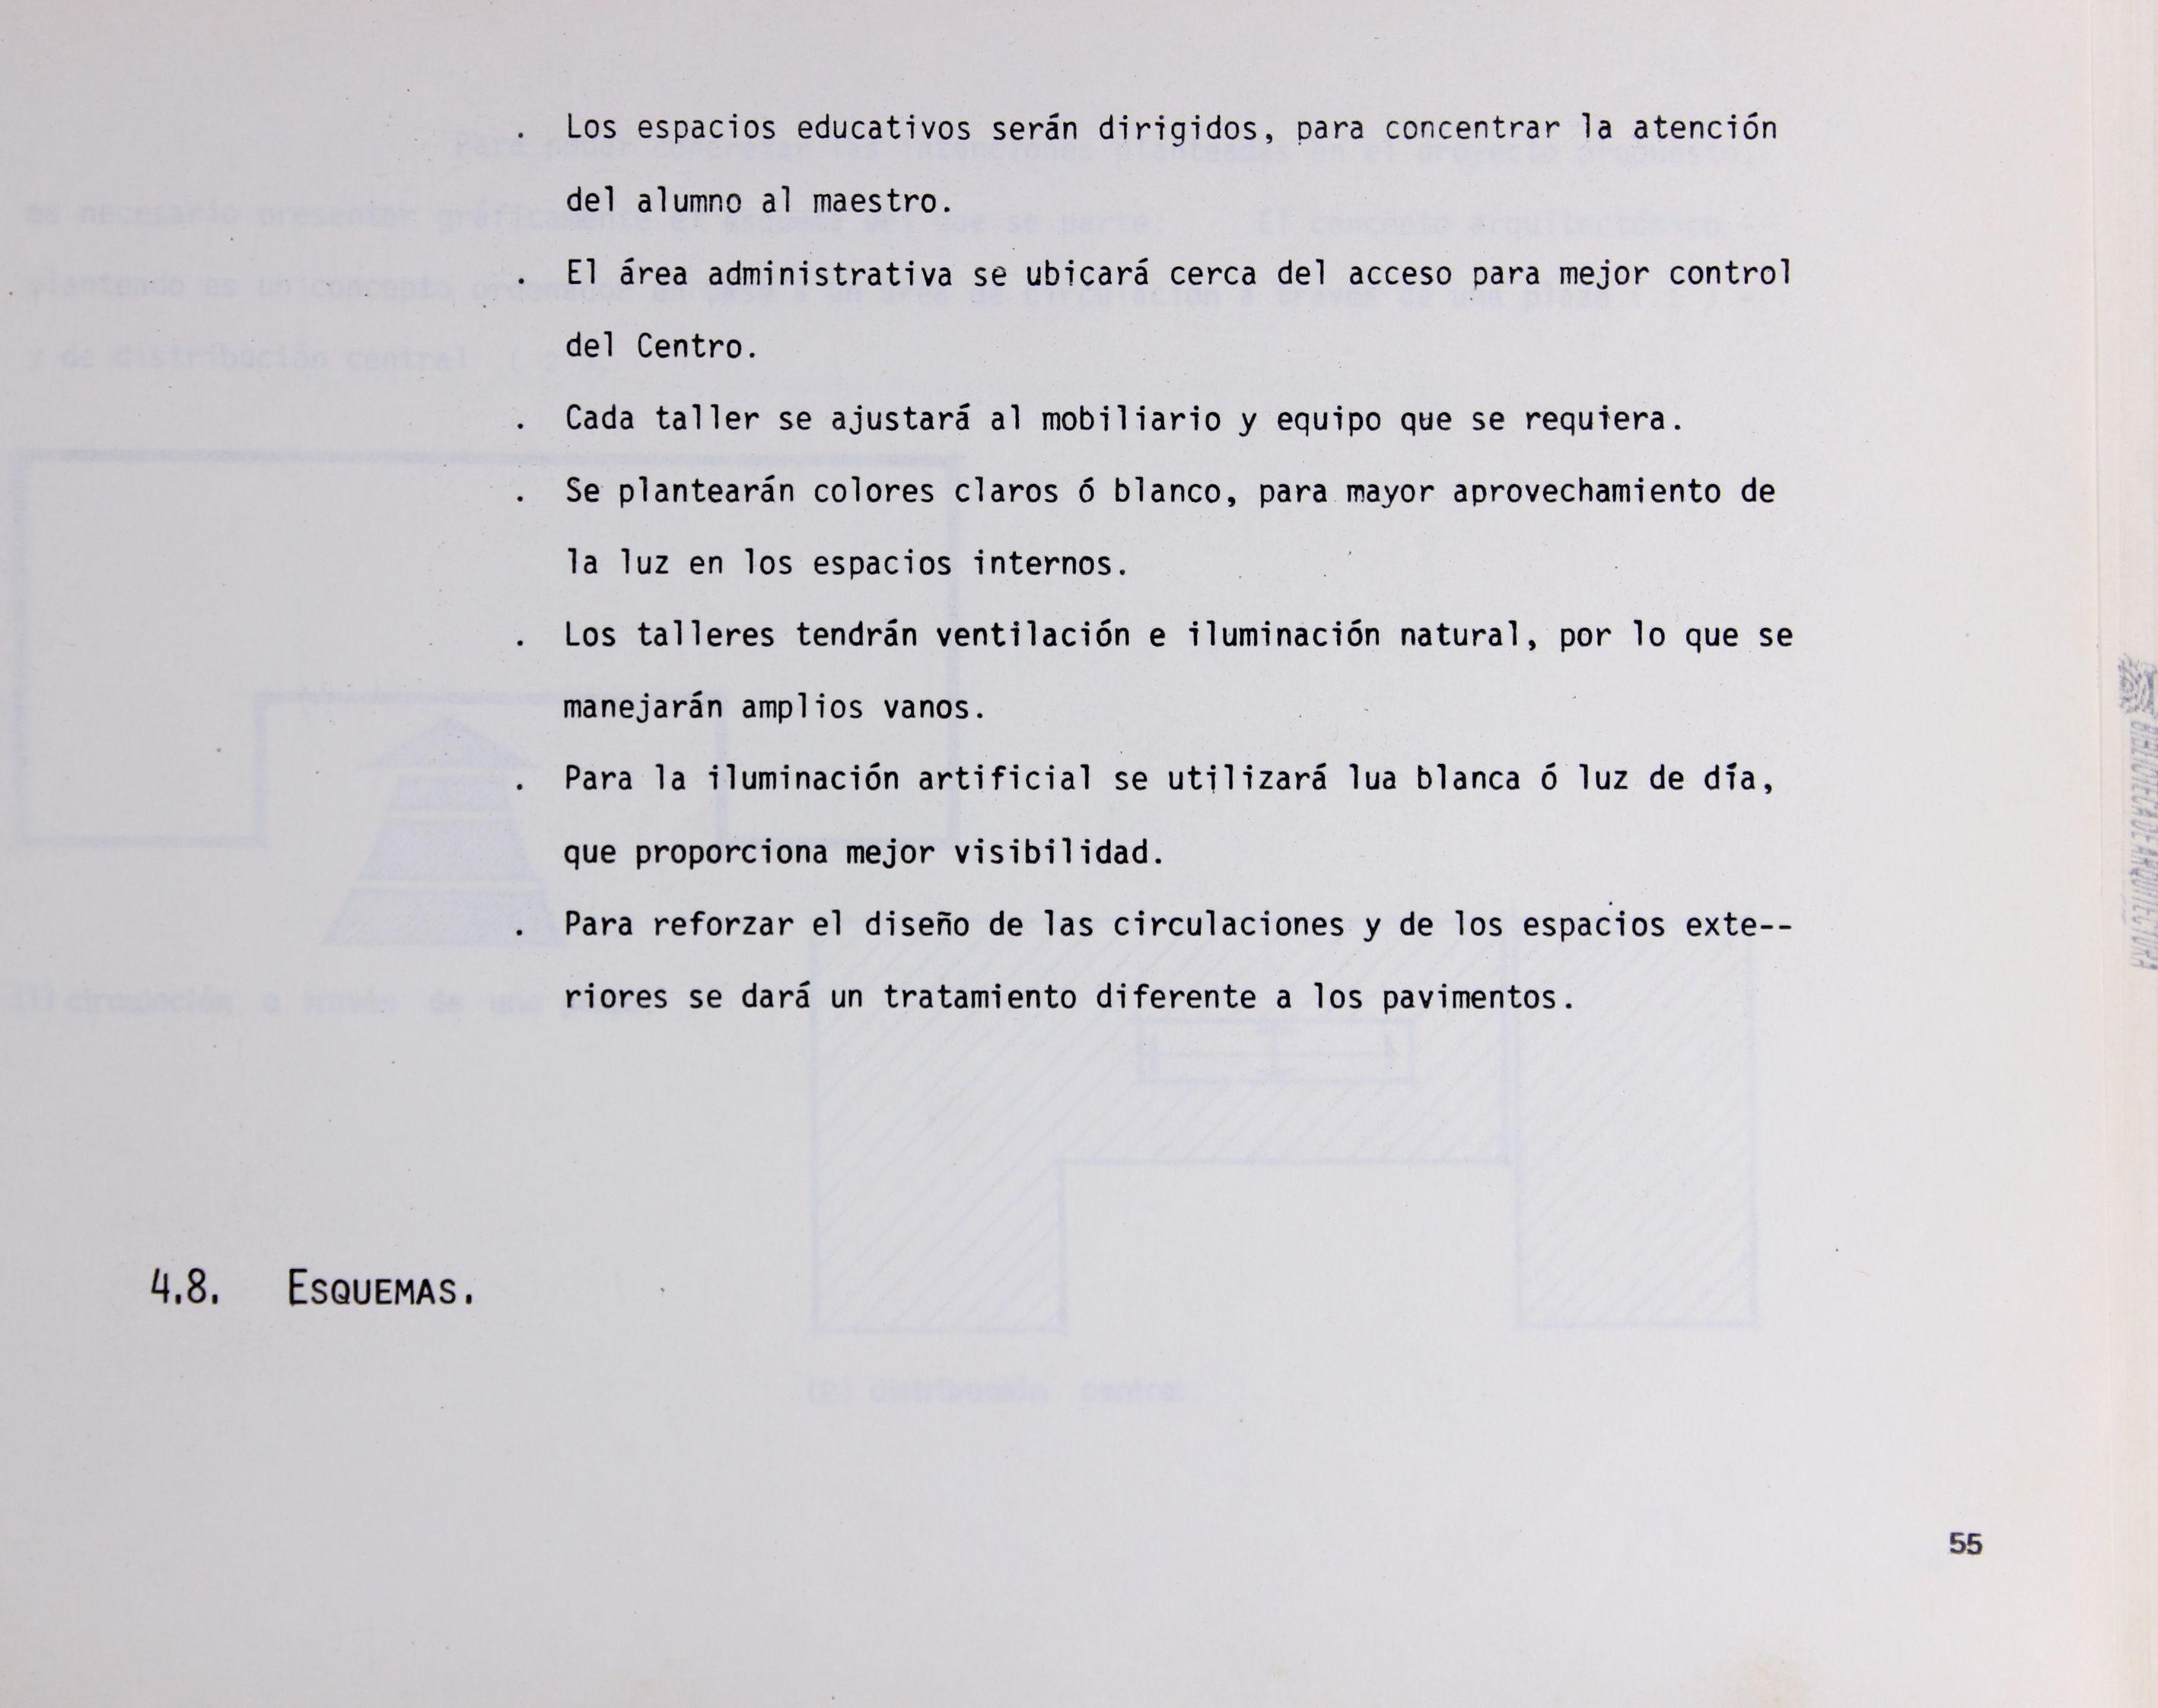 . Los espacios educativos serán dirigidos, para concentrar la atención
del alumno al maestro.
. El área administrativa se ubicará cerca del acceso para mejor control
del Centro.
. Cada taller se ajustará al mobiliario y equipo que se requiera.
. Se plantearán colores claros ó blanco, para mayor aprovechamiento de
la luz en los espacios internos.
. Los talleres tendrán ventilación e iluminación natural, por lo que se
manejarán amplios vanos.
. Para la iluminación artificial se utilizará lua blanca ó luz de día,
que proporciona mejor visibilidad.
. Para reforzar el diseño de las circulaciones y de los espacios exte--
riores se dará un tratamiento diferente a los pavimentos.
4.8. ESQUEMAS.
55
BIBLIOTECA DE ARQUITECTURA